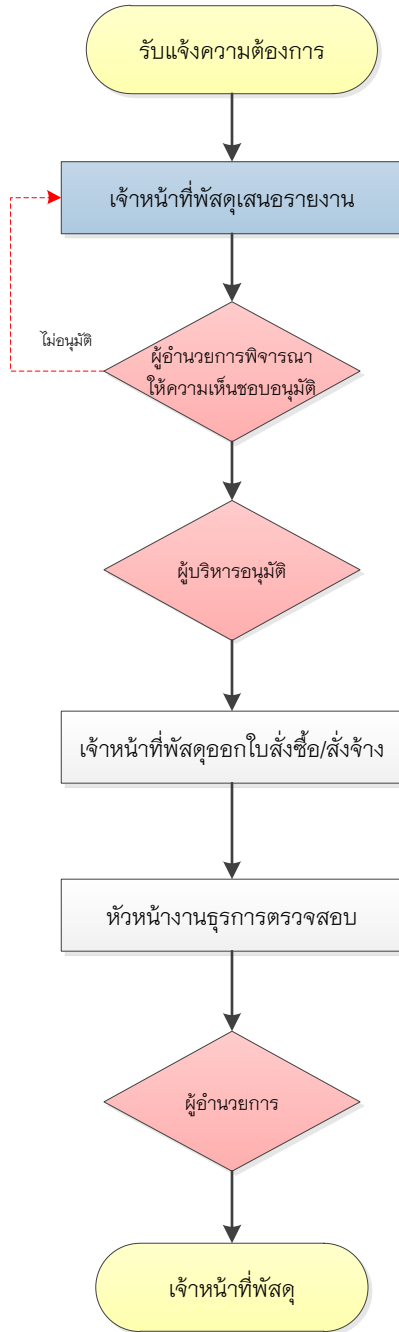 รับแจ้งความต้องการ
เจ้าหน้าที่พัสดุเสนอรายงาน
ไม่อนุมัติ
ผู้อำนวยการพิจารณา
ให้ความเห็นชอบอนุมัติ
ผู้บริหารอนุมัติ
เจ้าหน้าที่พัสดุออกใบสั่งซื้อ/สั่งจ้าง
หัวหน้างานธุรการตรวจสอบ
ผู้อำนวยการ
เจ้าหน้าที่พัสดุ